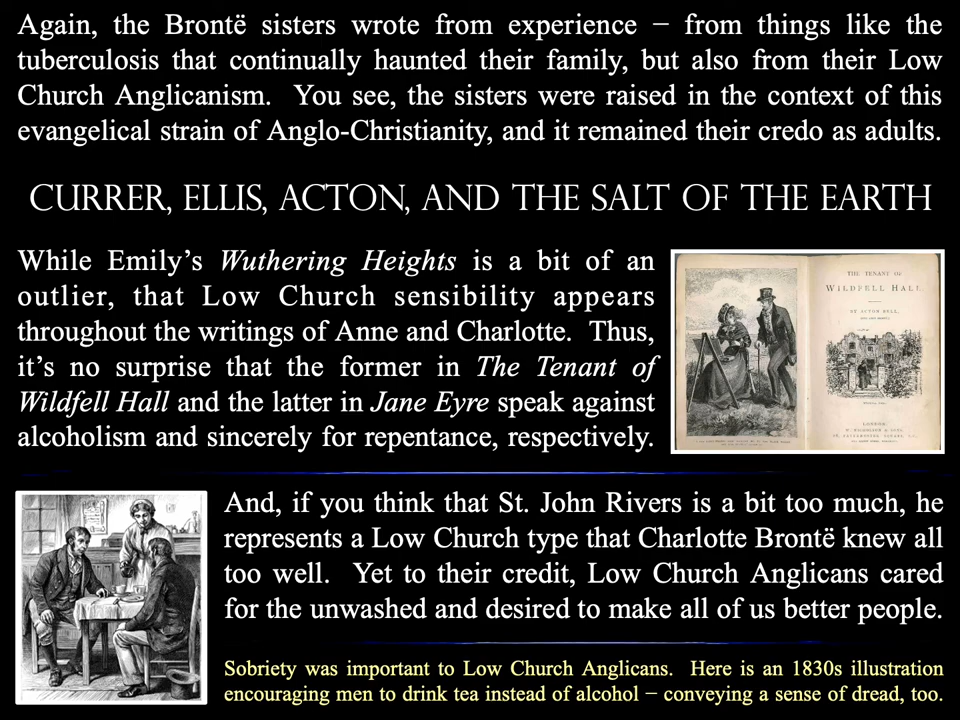 Again, the Brontë sisters wrote from experience − from things like the
tuberculosis that continually haunted their family, but also from their Low
Church Anglicanism. You see, the sisters were raised in the context of this
evangelical strain of Anglo-Christianity, and it remained their credo as adults.
CURRER, ELLIS, ACTON, AND THE SALT OF THE EARTH
While Emily’s Wuthering Heights is a bit of an
outlier, that Low Church sensibility appears
throughout the writings of Anne and Charlotte. Thus,
it’s no surprise that the former in The Tenant of
Wildfell Hall and the latter in Jane Eyre speak against
alcoholism and sincerely for repentance, respectively.
THE TENANT OF
WILDFELL HALL
BY ACTON BELL,
LONDON
And, if you think that St. John Rivers is a bit too much, he
represents a Low Church type that Charlotte Brontë knew all
too well. Yet to their credit, Low Church Anglicans cared
for the unwashed and desired to make all of us better people.
Sobriety was important to Low Church Anglicans. Here is an 1830s illustration
encouraging men to drink tea instead of alcohol − conveying a sense of dread, too.